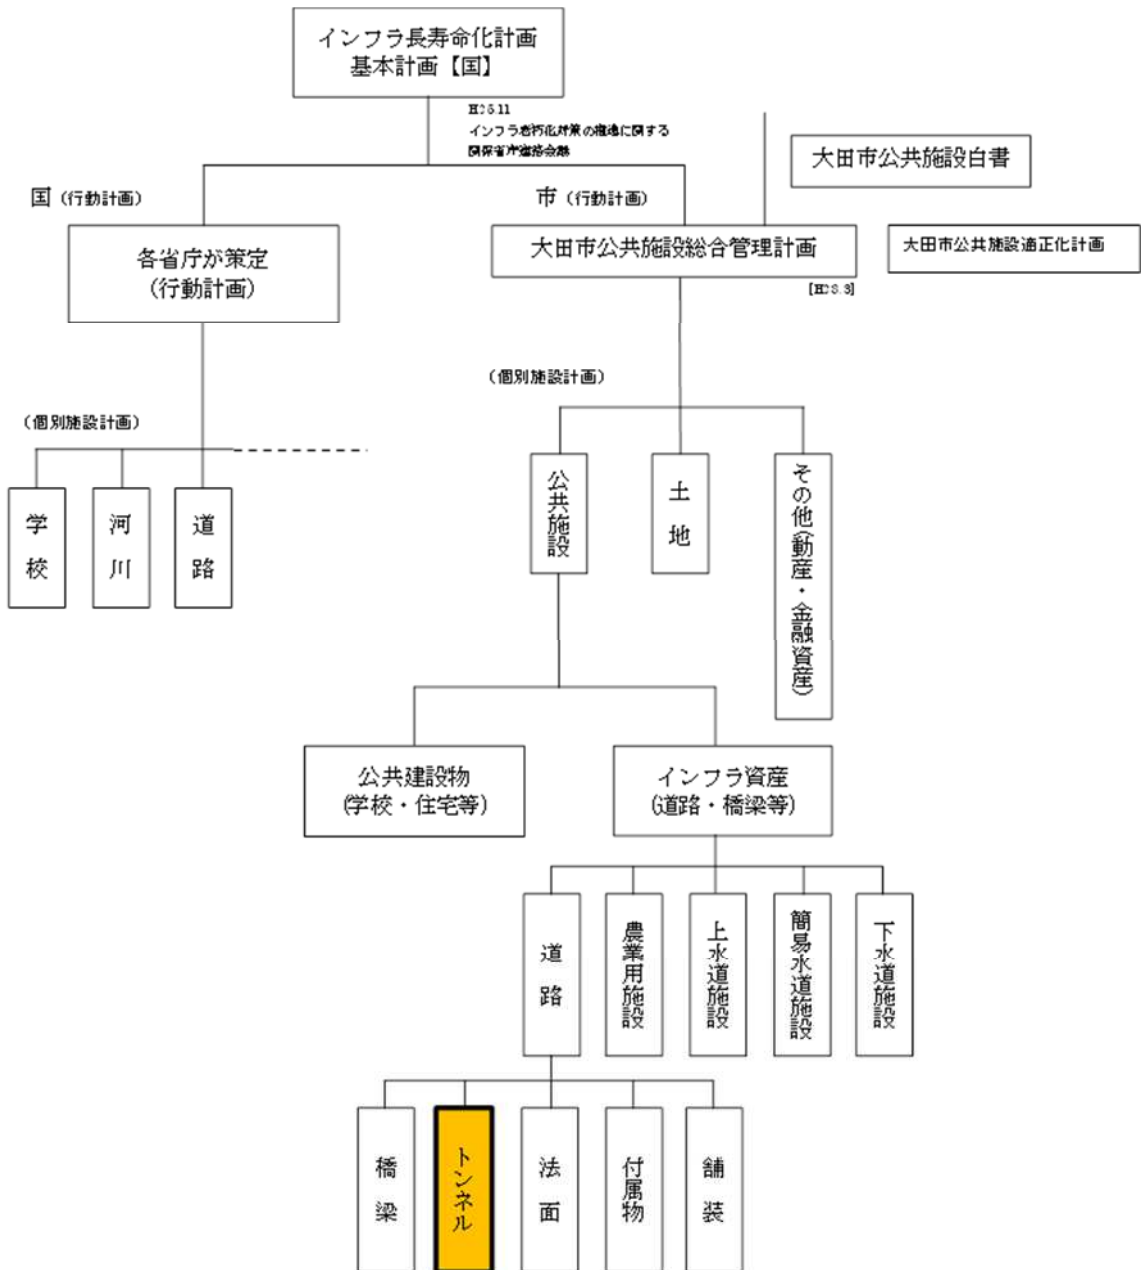 インフラ長寿命化計画
基本計画【国】
インフラ老朽化対策の推進に関する
関係省庁連絡会議
大田市公共施設白書
国（行動計画）
市（行動計画）
各省庁が策定
(行動計画)
大田市公共施設総合管理計画
大田市公共施設適正化計画
（個別施設計画）
（個別施設計画）
学校
河川
道路
公共施設
土地
その他(動産・金融資産)
公共建設物
(学校・住宅等)
インフラ資産
(道路・橋梁等)
道路
農業用施設
上水道施設
簡易水道施設
下水道施設
橋梁
トンネル
法面
付属物
舗装